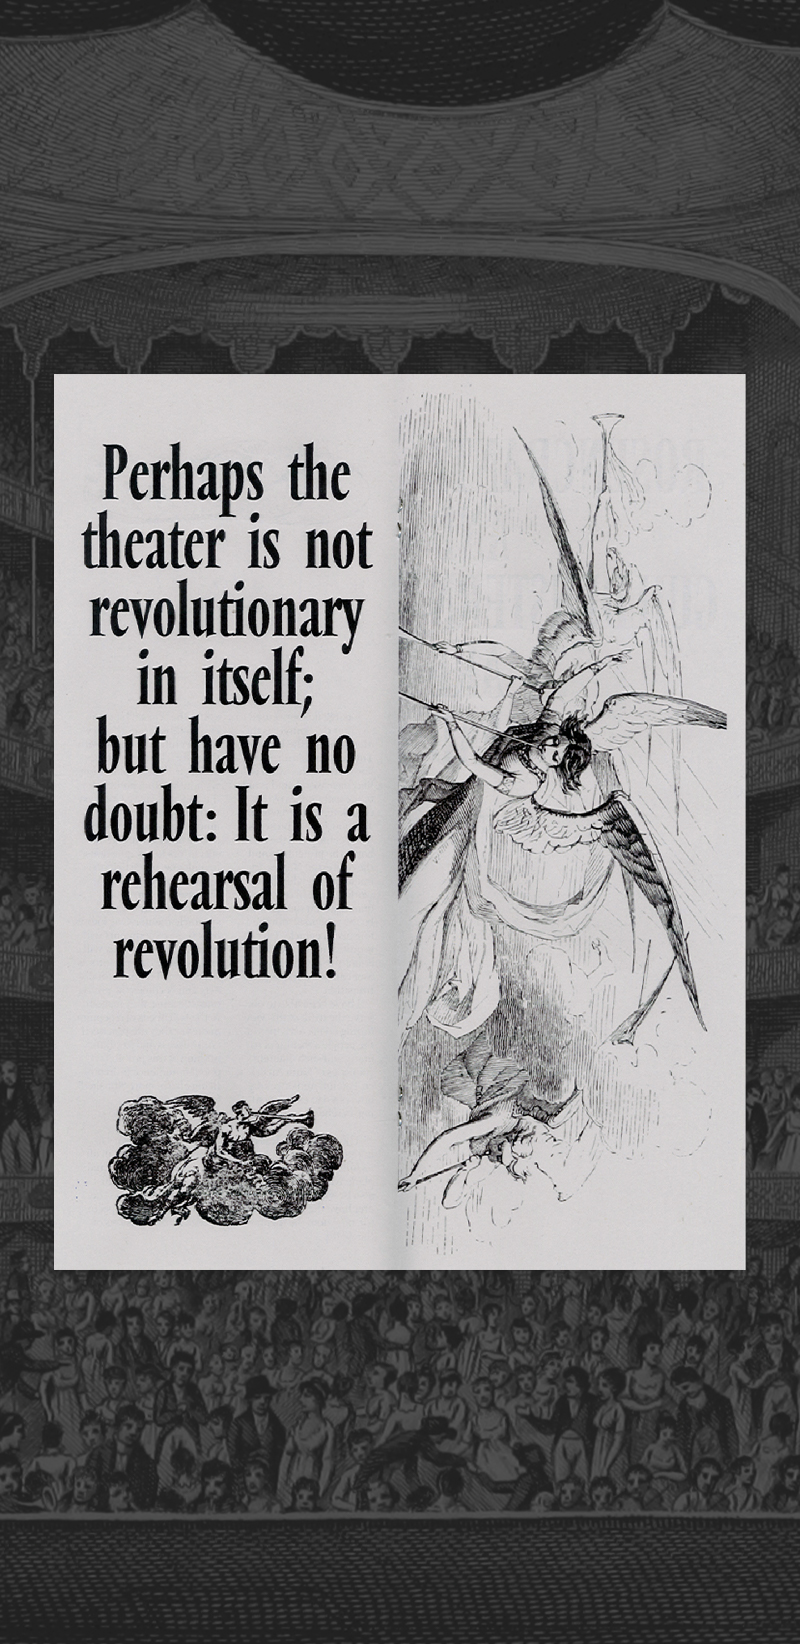 Perhaps the
theater is not
revolutionary
in itself;
but have no
doubt: It is a
rehearsal of
revolution!